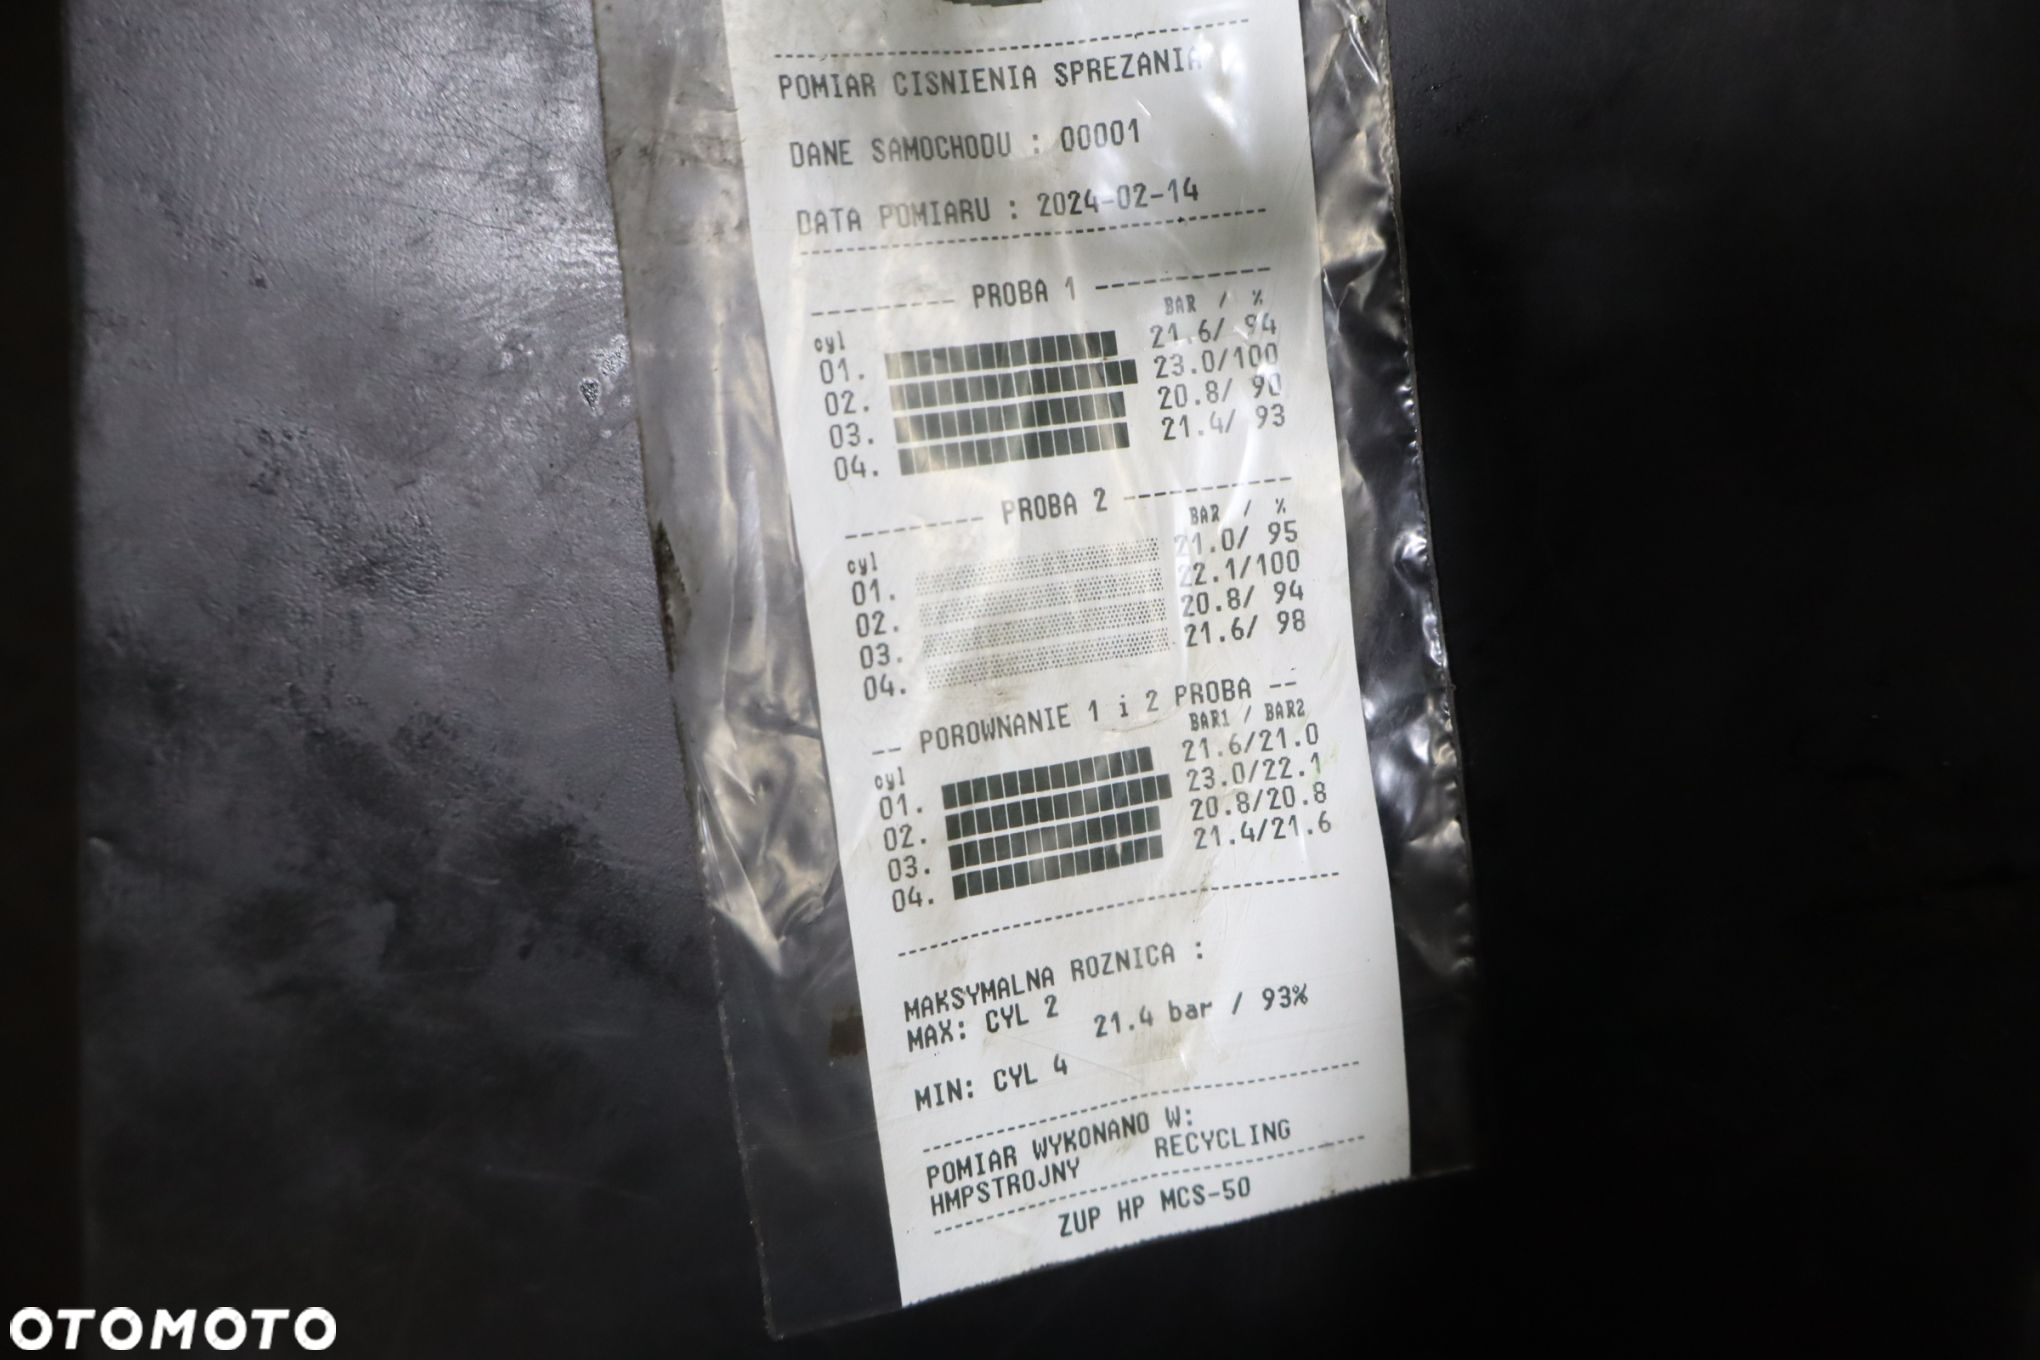 POMIAR CISNIENIA SPREZANIA
DANE SAMOCHODU : 00001
DATA POMIARU : 2024-02-14
-------- PROBA 1 ----------
cyl BAR / %
01. 21.6/ 94
02. 23.0/100
03. 20.8/ 90
04. 21.4/ 93
-------- PROBA 2 ----------
cyl BAR / %
01. 21.0/ 95
02. 22.1/100
03. 20.8/ 94
04. 21.6/ 98
-- POROWNANIE 1 i 2 PROBA --
cyl BAR1 / BAR2
01. 21.6/21.0
02. 23.0/22.1
03. 20.8/20.8
04. 21.4/21.6
MAKSYMALNA ROZNICA :
MAX: CYL 2
21.4 bar / 93%
MIN: CYL 4
POMIAR WYKONANO W:
HMPSTROJNY RECYCLING
ZUP HP MCS-50
OTOMOTO